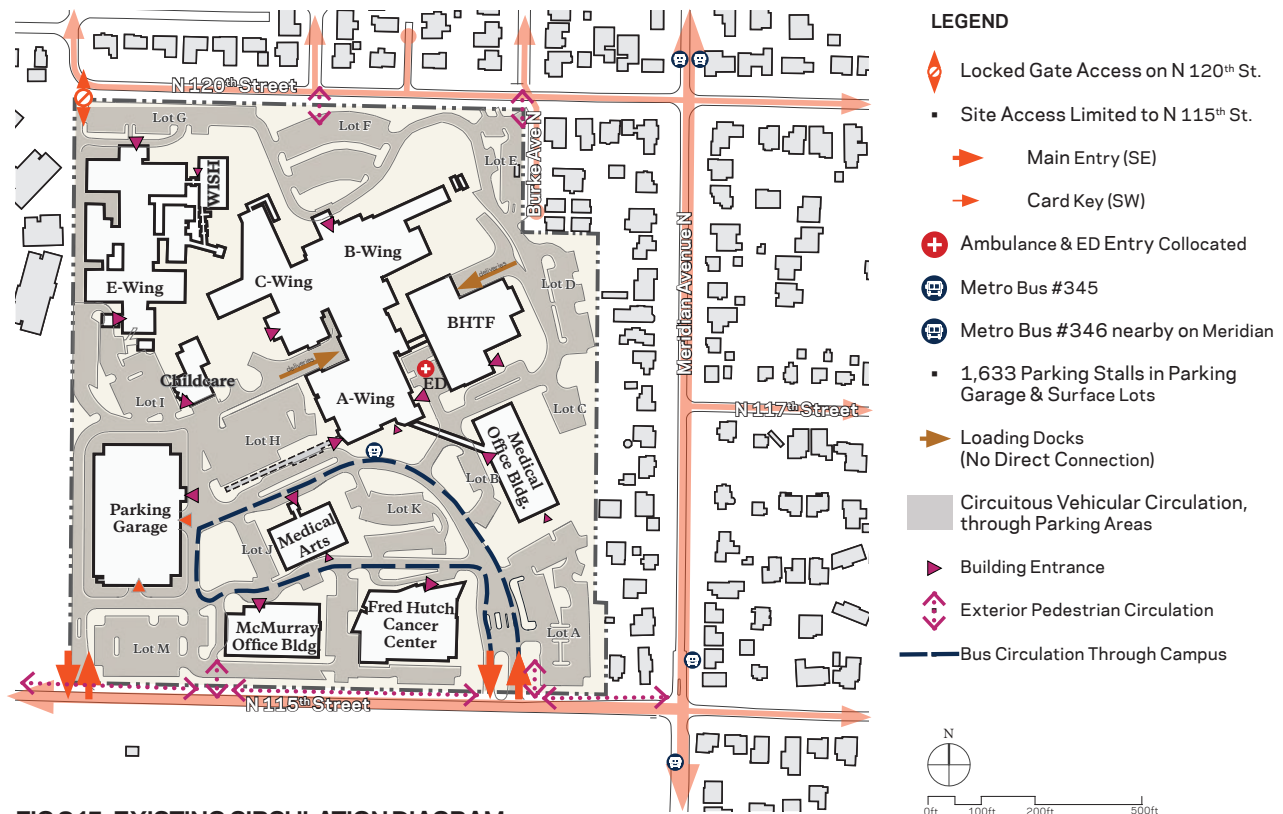 N 120th Street
Lot G
Lot F
Lot E
Burke Ave N
WISH
B-Wing
C-Wing
E-Wing
deliveries
Lot D
BHTF
Meridian Avenue N
deliveries
Childcare
ED
Lot I
A-Wing
Lot C
N 117th Street
Lot H
Medical
Office Bldg.
Lot B
Parking
Garage
Lot K
Medical
Arts
Lot J
Fred Hutch
Cancer
Center
McMurray
Office Bldg
Lot A
Lot M
N 115th Street
LEGEND
Locked Gate Access on N 120th St.
▪ Site Access Limited to N 115th St.
Main Entry (SE)
Card Key (SW)
Ambulance & ED Entry Collocated
Metro Bus #345
Metro Bus #346 nearby on Meridian
▪ 1,633 Parking Stalls in Parking
Garage & Surface Lots
Loading Docks
(No Direct Connection)
Circuitous Vehicular Circulation,
through Parking Areas
Building Entrance
Exterior Pedestrian Circulation
Bus Circulation Through Campus
N
0ft 100ft 200ft 500ft
EXISTING CIRCULATION DIAGRAM